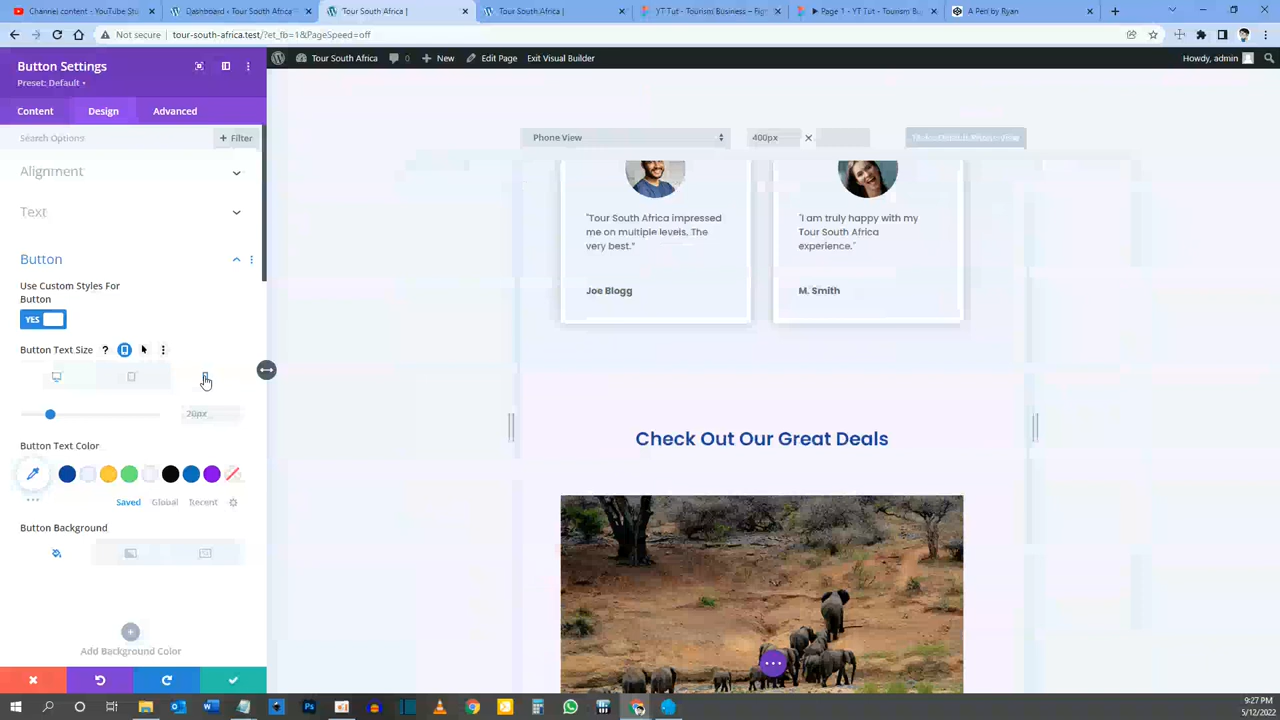 Channel content - YouTube Stu
Dashboard ‹ Tour South Africa
Tour South Africa |
Tour South Africa |
YT Tut - Tourism Business – Figm
▶ Page 1 - YT Tut - Tourism Bu
A Pen by Ryan
Not secure
tour-south-africa.test/?et_fb=1&PageSpeed=off
Tour South Africa
0
New
Edit Page
Exit Visual Builder
Howdy, admin
Button Settings
Preset: Default
Content
Design
Advanced
Search Options
+ Filter
Phone View
400px
Alignment
Text
Button
Use Custom Styles For
Button
YES
Button Text Size
20px
Button Text Color
Saved
Global
Recent
Button Background
Add Background Color
"Tour South Africa impressed
me on multiple levels. The
very best."
Joe Blogg
"I am truly happy with my
Tour South Africa
experience."
M. Smith
Check Out Our Great Deals
9:27 PM
5/12/2022